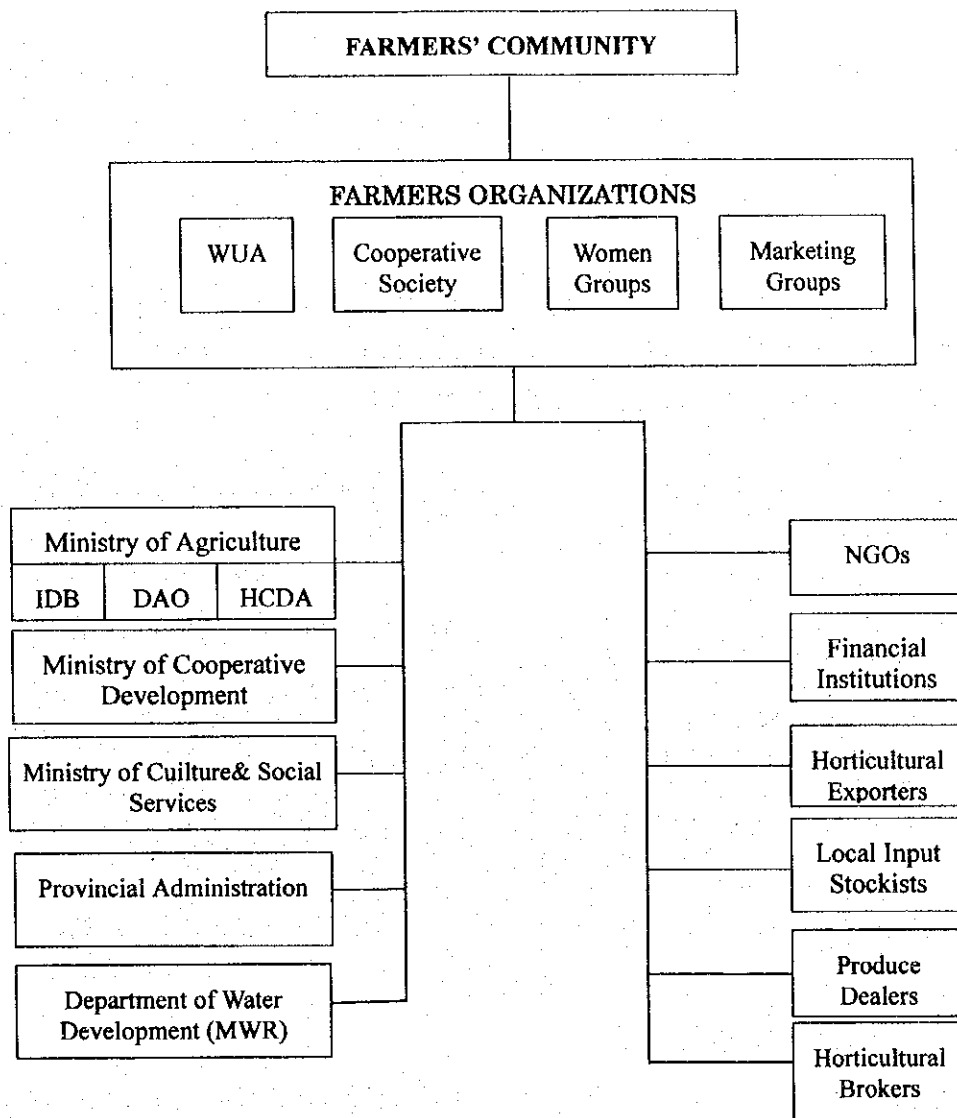 FARMERS' COMMUNITY
FARMERS ORGANIZATIONS
WUA
Cooperative
Society
Women
Groups
Marketing
Groups
Ministry of Agriculture
IDB
DAO
HCDA
Ministry of Cooperative
Development
Ministry of Cuilture& Social
Services
Provincial Administration
Department of Water
Development (MWR)
NGOs
Financial
Institutions
Horticultural
Exporters
Local Input
Stockists
Produce
Dealers
Horticultural
Brokers